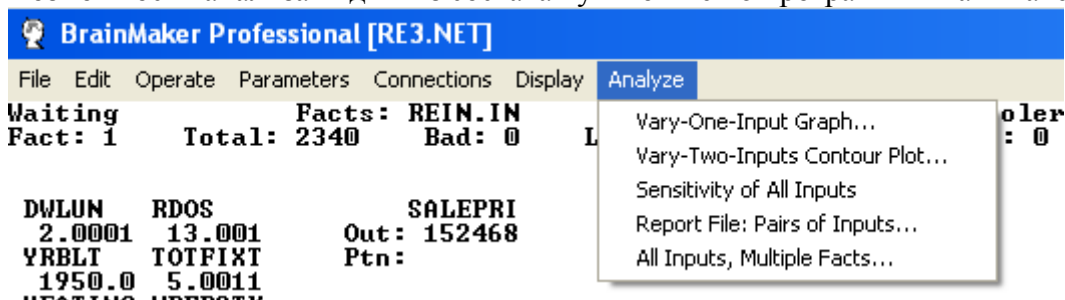 BrainMaker Professional [RE3.NET]
File Edit Operate Parameters Connections Display Analyze
Waiting Facts: REIN.IN oler
Fact: 1 Total: 2340 Bad: 0 L : 0
Vary-One-Input Graph...
Vary-Two-Inputs Contour Plot...
Sensitivity of All Inputs
Report File: Pairs of Inputs...
All Inputs, Multiple Facts...
DWLUN RDOS SALEPRI
2.0001 13.001 Out: 152468
YRBLT TOTFIXT Ptn:
1950.0 5.0011